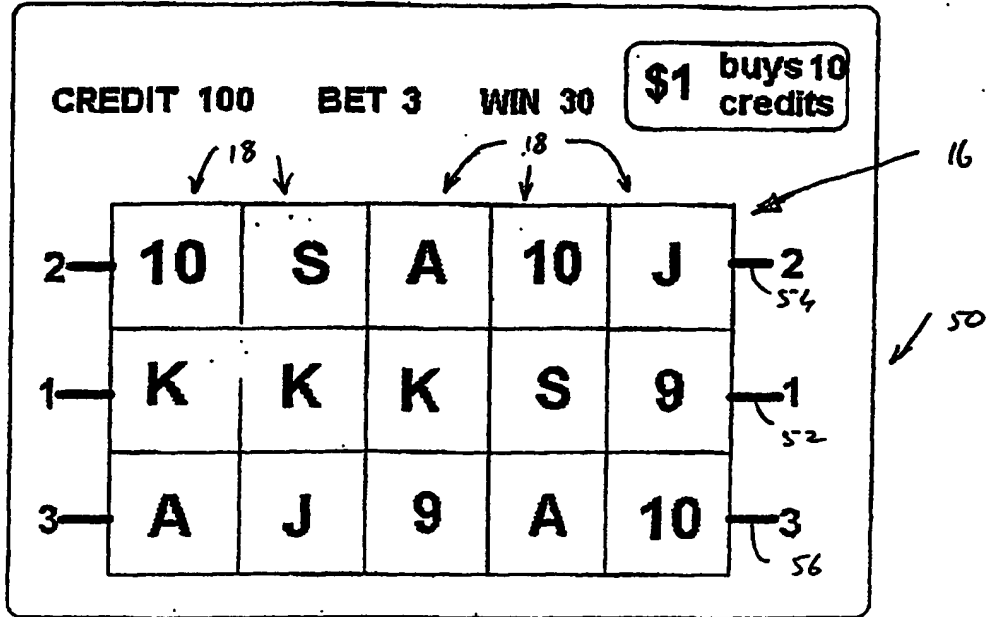 $1 buys 10 credits
CREDIT 100 BET 3 WIN 30
18 18
16
2 10 S A 10 J 2
54
50
1 K K K S 9 1
52
3 A J 9 A 10 3
56